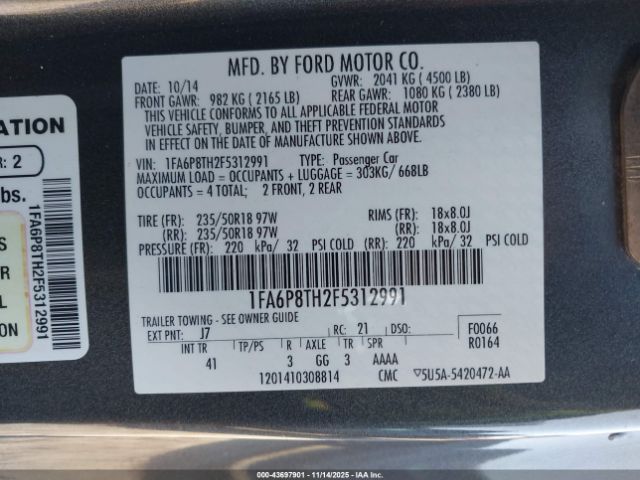 MFD. BY FORD MOTOR CO.
DATE: 10/14 GVWR: 2041 KG ( 4500 LB)
FRONT GAWR: 982 KG ( 2165 LB) REAR GAWR: 1080 KG ( 2380 LB)
THIS VEHICLE CONFORMS TO ALL APPLICABLE FEDERAL MOTOR
VEHICLE SAFETY, BUMPER, AND THEFT PREVENTION STANDARDS
IN EFFECT ON THE DATE OF MANUFACTURE SHOWN ABOVE.
VIN: 1FA6P8TH2F5312991 TYPE: Passenger Car
MAXIMUM LOAD = OCCUPANTS + LUGGAGE = 303KG/ 668LB
OCCUPANTS = 4 TOTAL; 2 FRONT, 2 REAR
TIRE (FR): 235/50R18 97W RIMS (FR): 18x8.0J
(RR): 235/50R18 97W (RR): 18x8.0J
PRESSURE (FR): 220 kPa/ 32 PSI COLD (RR): 220 kPa/ 32 PSI COLD
1FA6P8TH2F5312991
TRAILER TOWING - SEE OWNER GUIDE
EXT PNT: J7 RC: 21 DSO:
INT TR TP/PS R AXLE TR SPR
41 3 GG 3 AAAA
F0066
R0164
1201410308814 CMC ▽5U5A-5420472-AA
ATION
R: 2
bs.
S
R
L
ION
1FA6P8TH2F5312991
00-43697901 - 11/14/2025 - IAA INC.